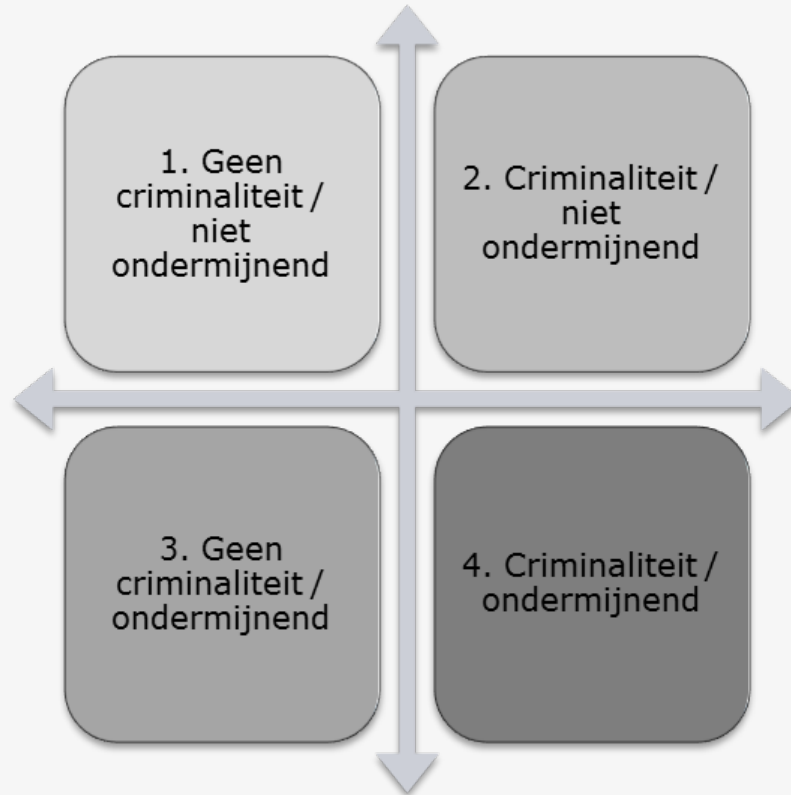 1. Geen
criminaliteit /
niet
ondermijnend
2. Criminaliteit /
niet
ondermijnend
3. Geen
criminaliteit /
ondermijnend
4. Criminaliteit /
ondermijnend